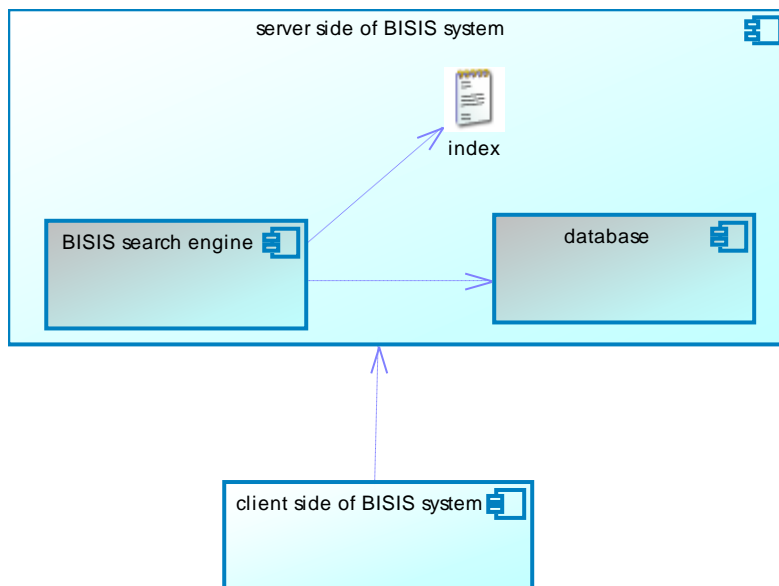 server side of BISIS system
index
BISIS search engine
database
client side of BISIS system